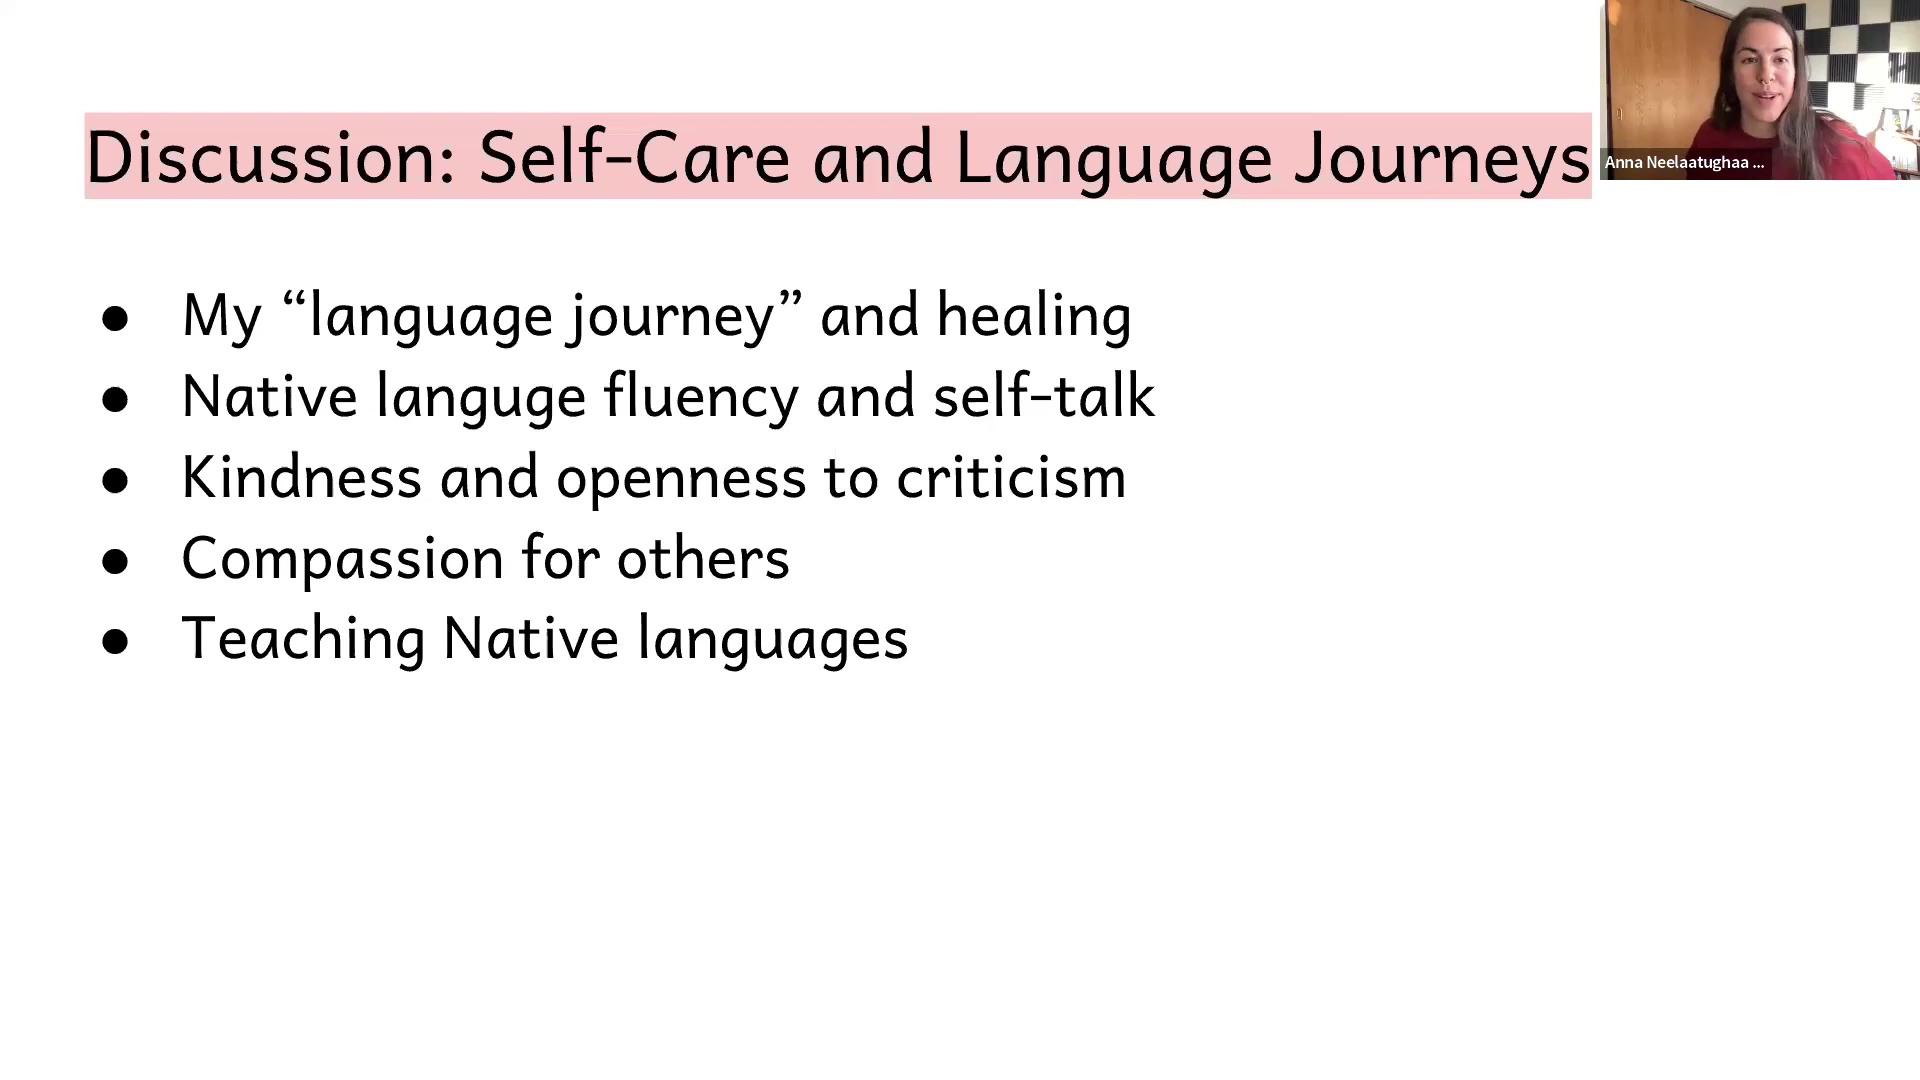 Discussion: Self-Care and Language Journeys
Anna Neelaatughaa ...
● My “language journey” and healing
● Native languge fluency and self-talk
● Kindness and openness to criticism
● Compassion for others
● Teaching Native languages